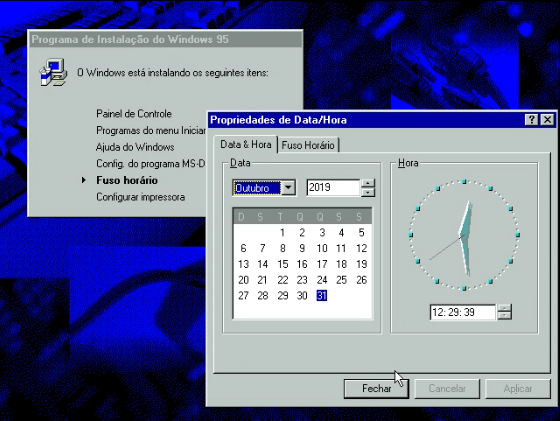 Programa de Instalação do Windows 95
O Windows está instalando os seguintes itens:
Painel de Controle
Programas do menu Iniciar
Ajuda do Windows
Config. do programa MS-D
Fuso horário
Configurar impressora
Propriedades de Data/Hora
Data & Hora Fuso Horário
Data
Outubro 2019
D S T Q Q S S
1 2 3 4 5
6 7 8 9 10 11 12
13 14 15 16 17 18 19
20 21 22 23 24 25 26
27 28 29 30 31
Hora
12:29:39
Fechar Cancelar Aplicar